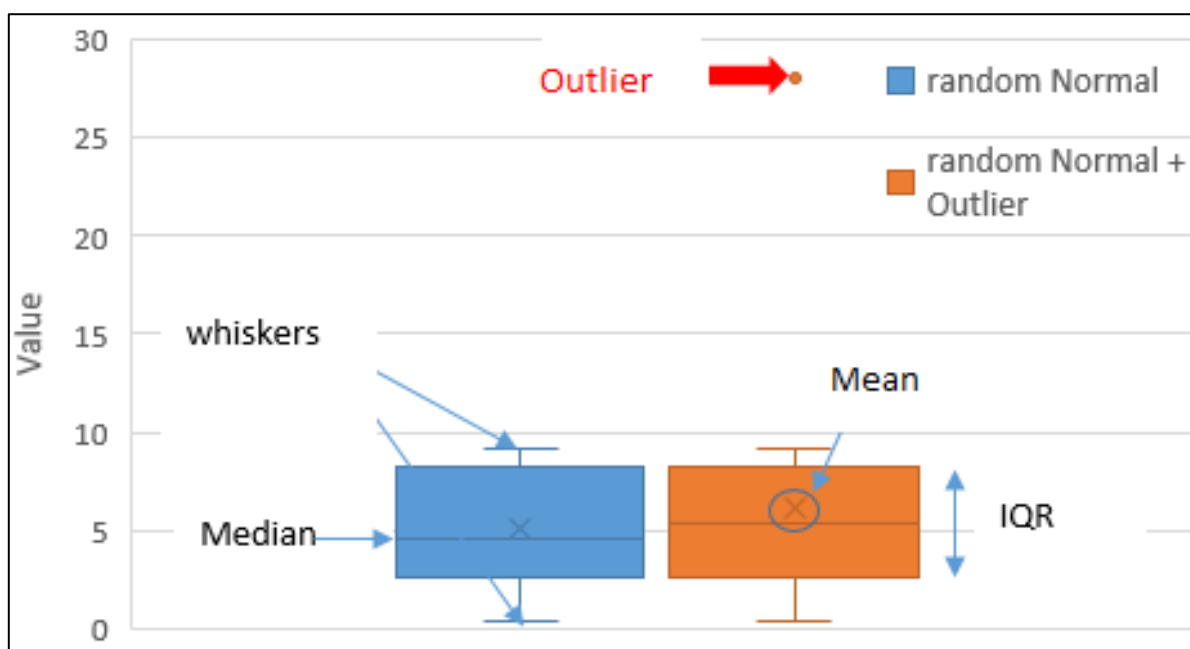 30
Outlier
random Normal
25
random Normal +
Outlier
20
Value
whiskers
15
Mean
10
Median
5
IQR
0